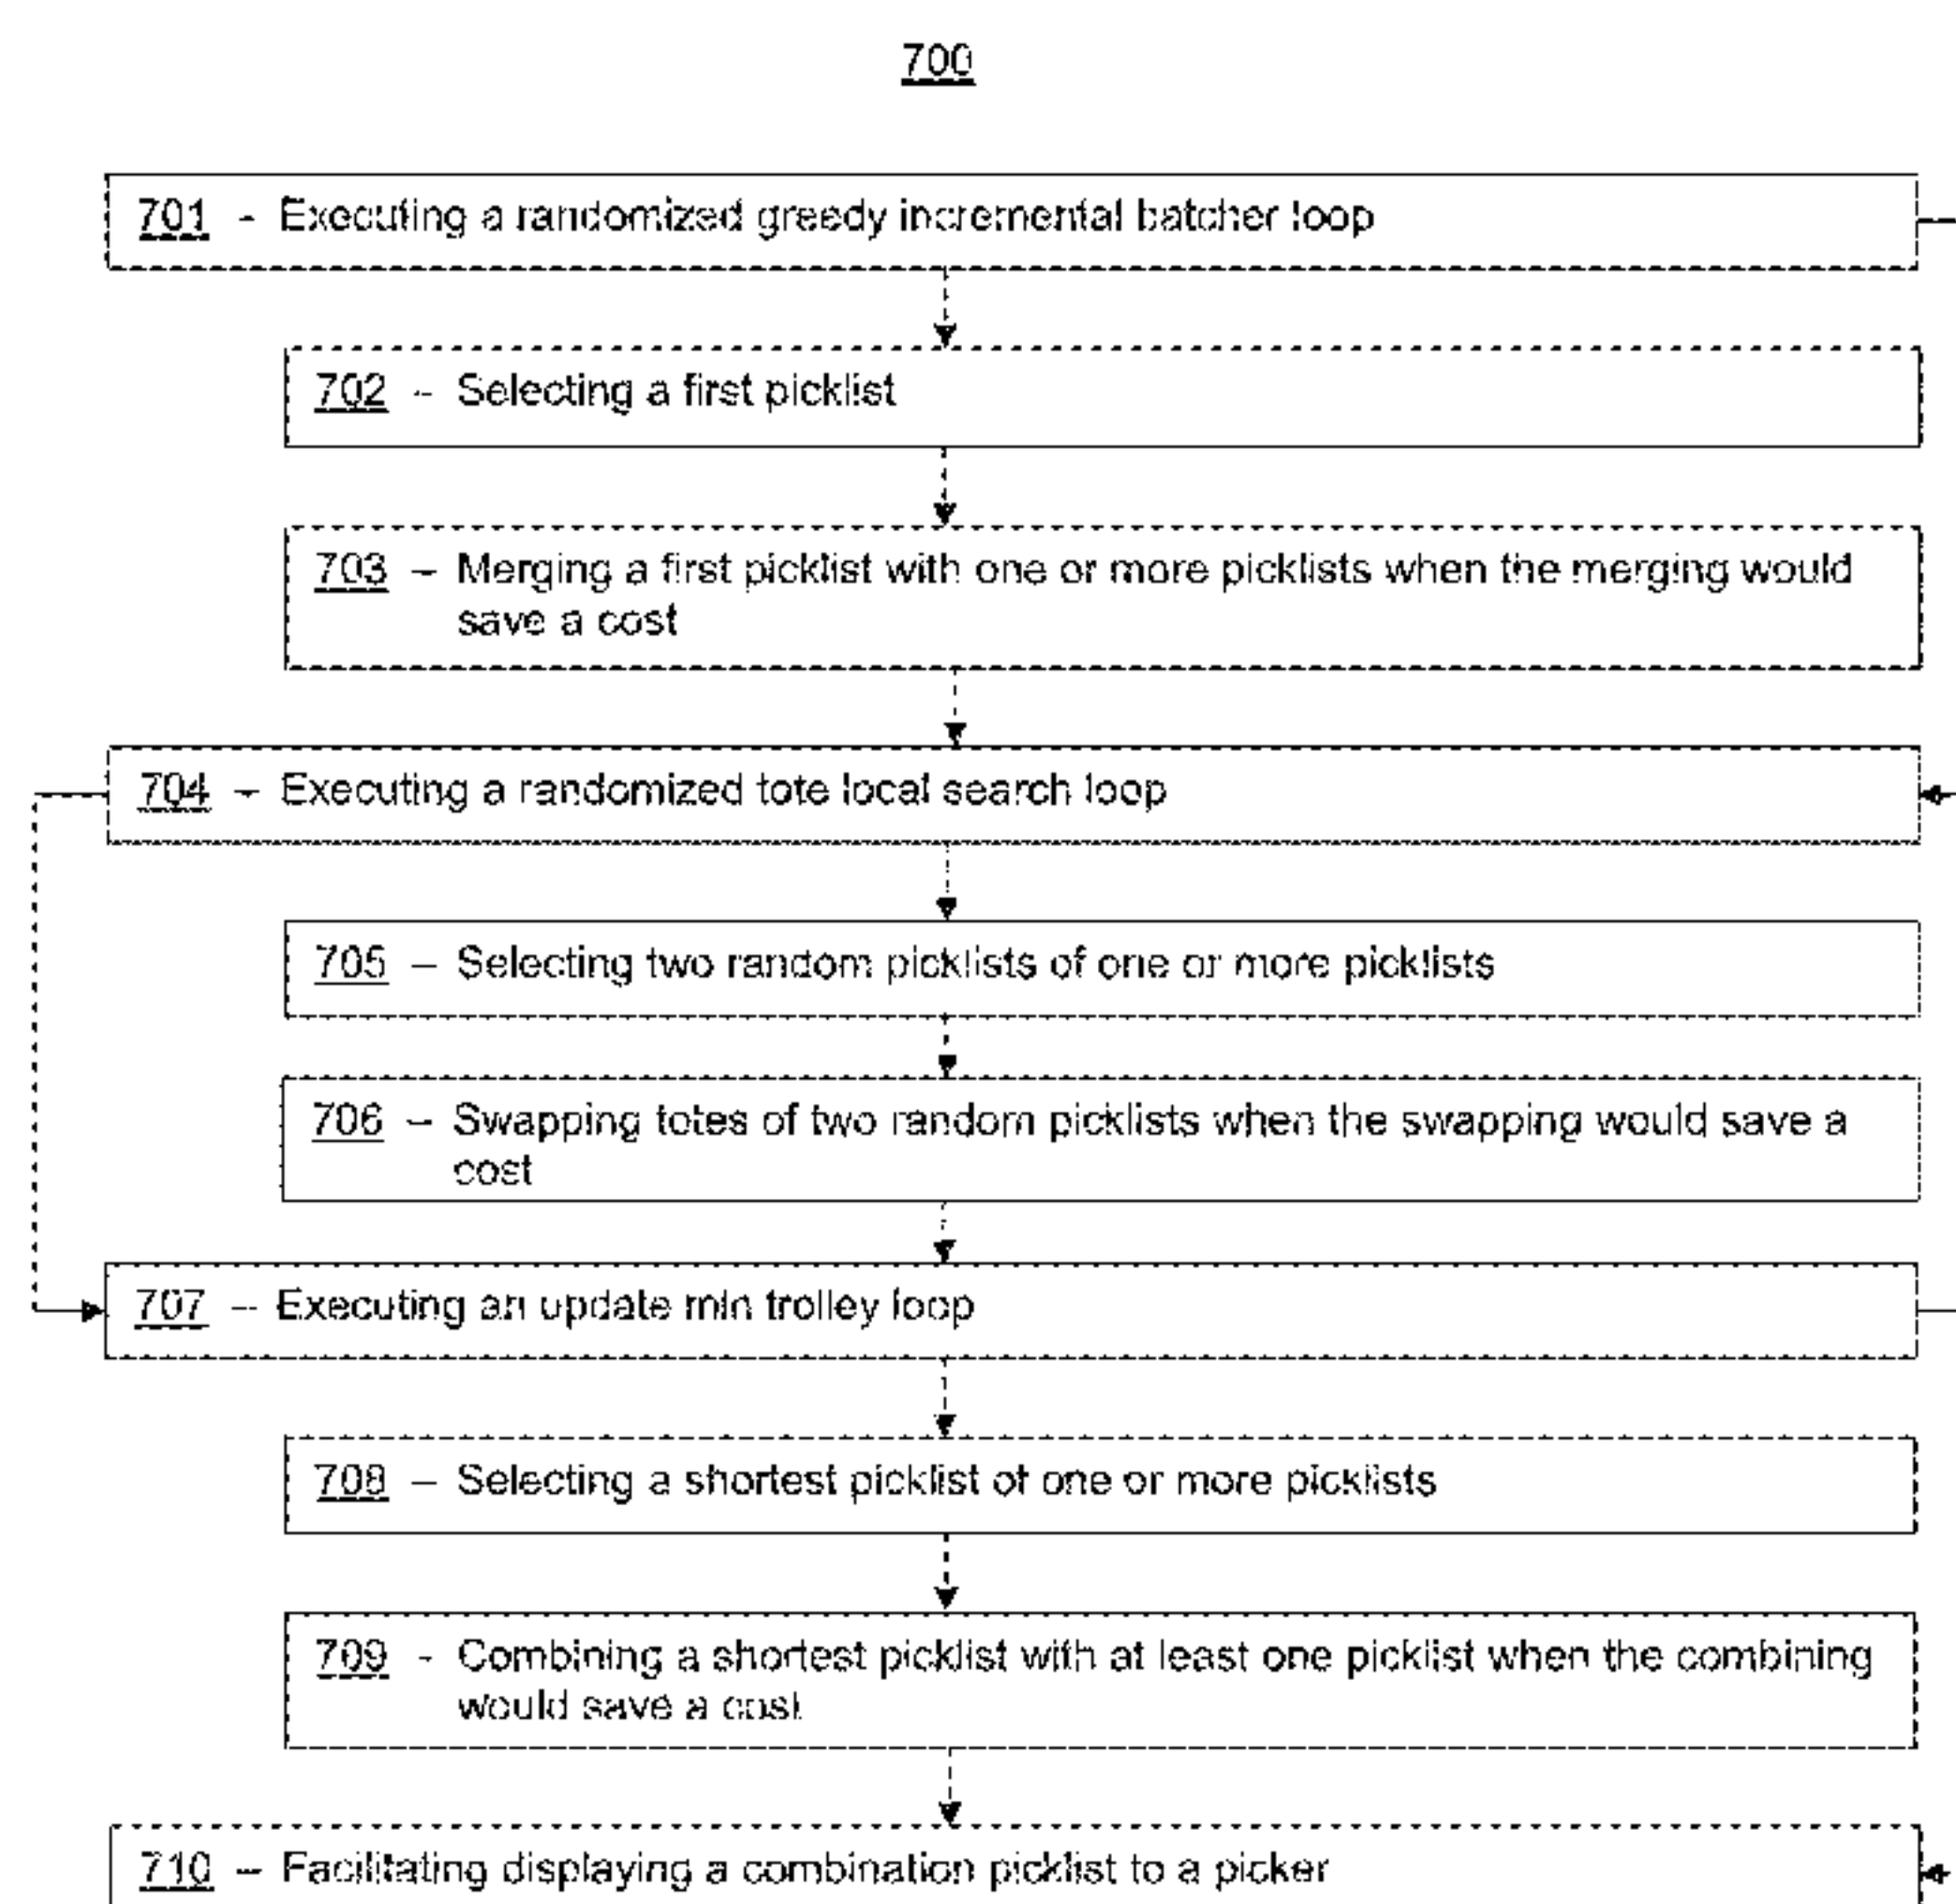 700
701 - Executing a randomized greedy incremental batcher loop
702 - Selecting a first picklist
703 – Merging a first picklist with one or more picklists when the merging would
save a cost
704 – Executing a randomized tote local search loop
705 – Selecting two random picklists of one or more picklists
706 – Swapping totes of two random picklists when the swapping would save a
cost
707 – Executing an update min trolley loop
708 – Selecting a shortest picklist of one or more picklists
709 - Combining a shortest picklist with at least one picklist when the combining
would save a cost
710 – Facilitating displaying a combination picklist to a picker